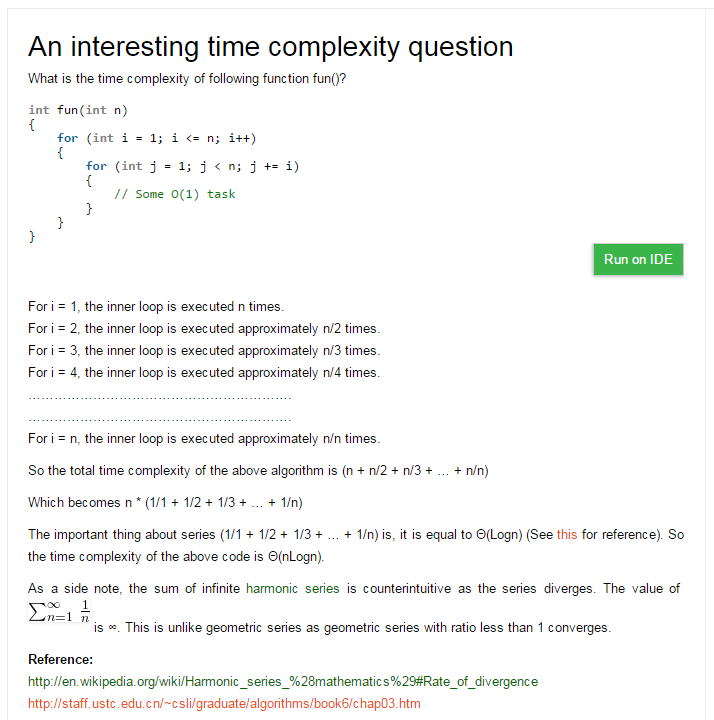 An interesting time complexity question
What is the time complexity of following function fun()?
int fun(int n)
{
    for (int i = 1; i <= n; i++)
    {
        for (int j = 1; j < n; j += i)
        {
            // Some O(1) task
        }
    }
}
Run on IDE
For i = 1, the inner loop is executed n times.
For i = 2, the inner loop is executed approximately n/2 times.
For i = 3, the inner loop is executed approximately n/3 times.
For i = 4, the inner loop is executed approximately n/4 times.
……………………………………………………
……………………………………………………
For i = n, the inner loop is executed approximately n/n times.
So the total time complexity of the above algorithm is (n + n/2 + n/3 + … + n/n)
Which becomes n * (1/1 + 1/2 + 1/3 + … + 1/n)
The important thing about series (1/1 + 1/2 + 1/3 + … + 1/n) is, it is equal to Θ(Logn) (See this for reference). So
the time complexity of the above code is Θ(nLogn).
As a side note, the sum of infinite harmonic series is counterintuitive as the series diverges. The value of
∑_{n=1}^{∞} 1/n is ∞. This is unlike geometric series as geometric series with ratio less than 1 converges.
Reference:
http://en.wikipedia.org/wiki/Harmonic_series_%28mathematics%29#Rate_of_divergence
http://staff.ustc.edu.cn/~csli/graduate/algorithms/book6/chap03.htm